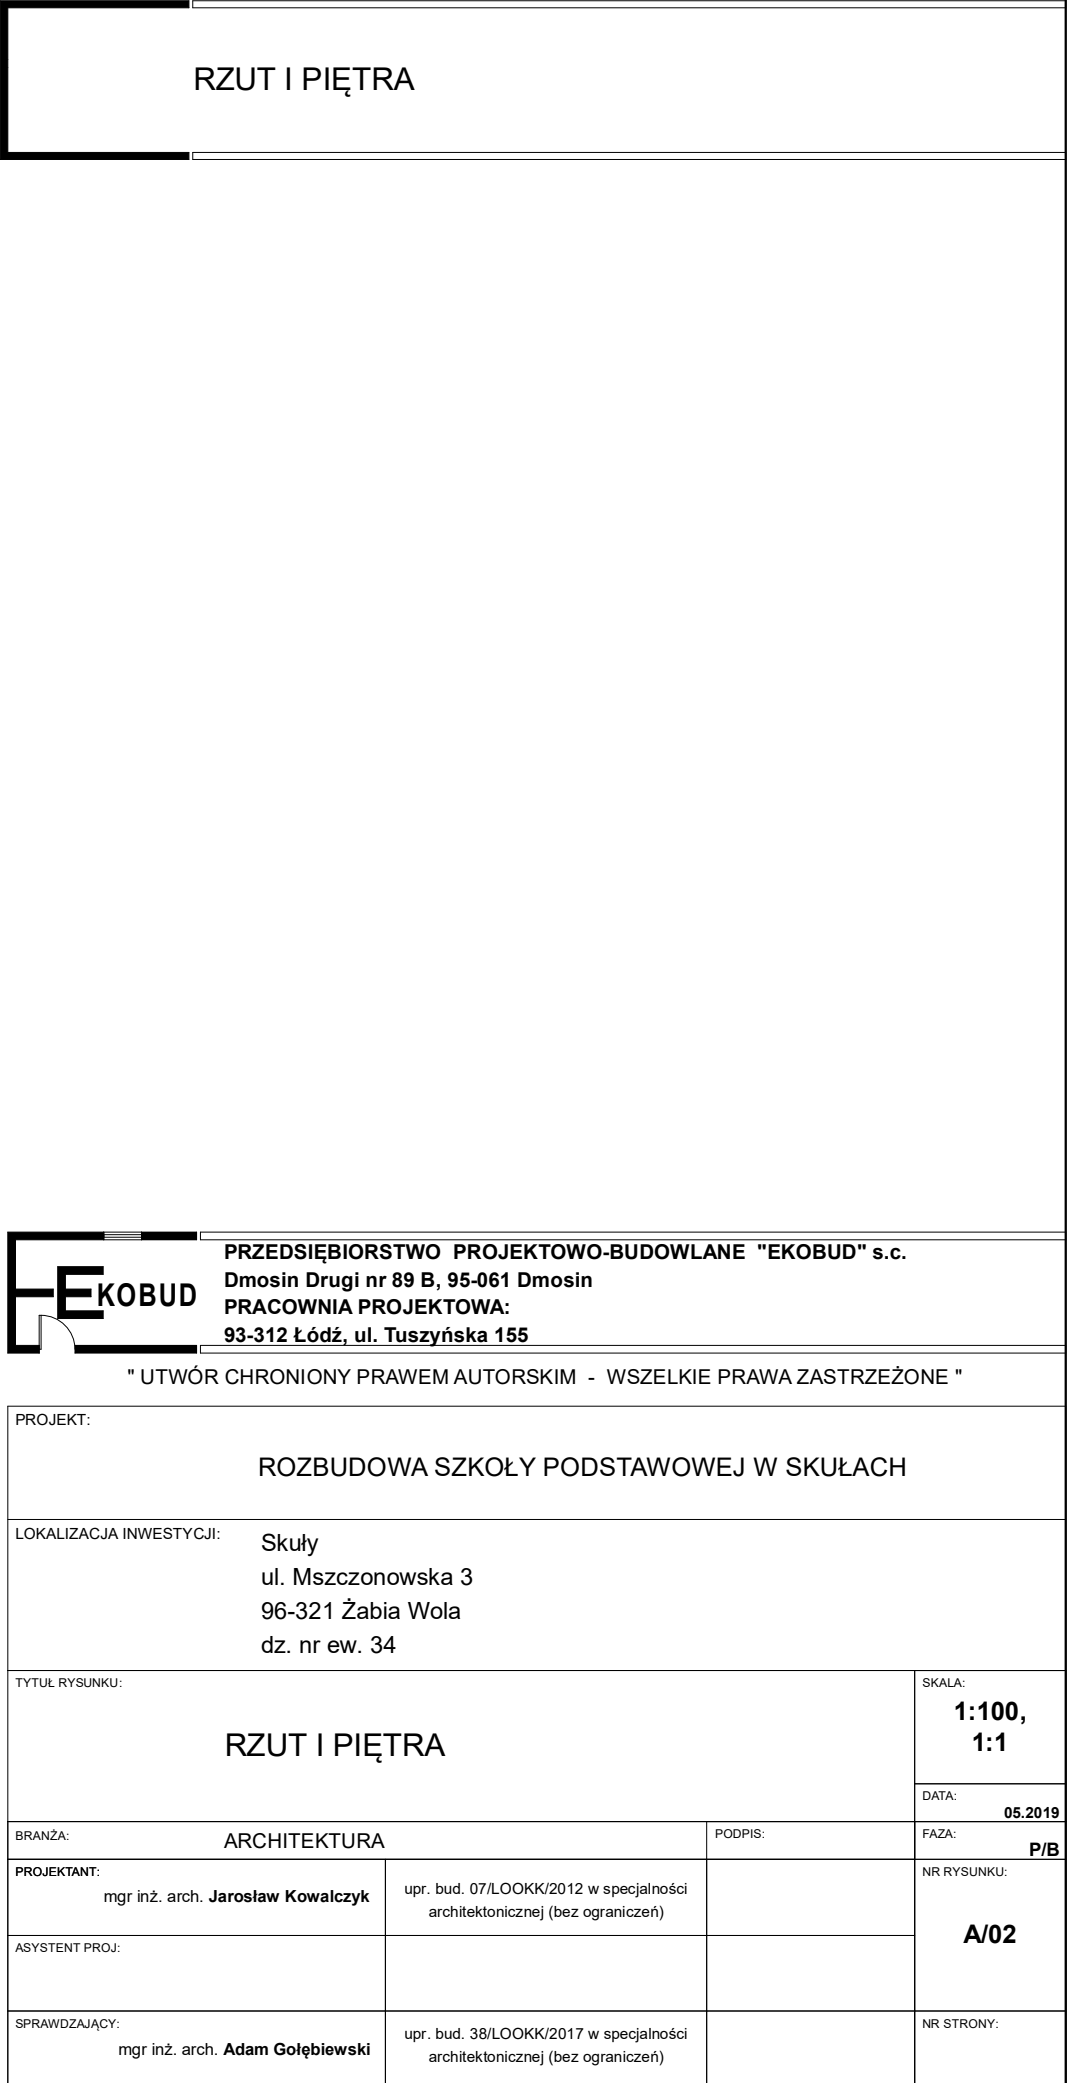 RZUT I PIĘTRA
EKOBUD
PRZEDSIĘBIORSTWO PROJEKTOWO-BUDOWLANE "EKOBUD" s.c.
Dmosin Drugi nr 89 B, 95-061 Dmosin
PRACOWNIA PROJEKTOWA:
93-312 Łódź, ul. Tuszyńska 155
" UTWÓR CHRONIONY PRAWEM AUTORSKIM - WSZELKIE PRAWA ZASTRZEŻONE "
PROJEKT:
ROZBUDOWA SZKOŁY PODSTAWOWEJ W SKUŁACH
LOKALIZACJA INWESTYCJI:
Skuły
ul. Mszczonowska 3
96-321 Żabia Wola
dz. nr ew. 34
TYTUŁ RYSUNKU:
RZUT I PIĘTRA
SKALA:
1:100,
1:1
DATA:
05.2019
BRANŻA:
ARCHITEKTURA
PODPIS:
FAZA:
P/B
PROJEKTANT:
mgr inż. arch. Jarosław Kowalczyk
upr. bud. 07/LOOKK/2012 w specjalności
architektonicznej (bez ograniczeń)
NR RYSUNKU:
A/02
ASYSTENT PROJ:
SPRAWDZAJĄCY:
mgr inż. arch. Adam Gołębiewski
upr. bud. 38/LOOKK/2017 w specjalności
architektonicznej (bez ograniczeń)
NR STRONY: